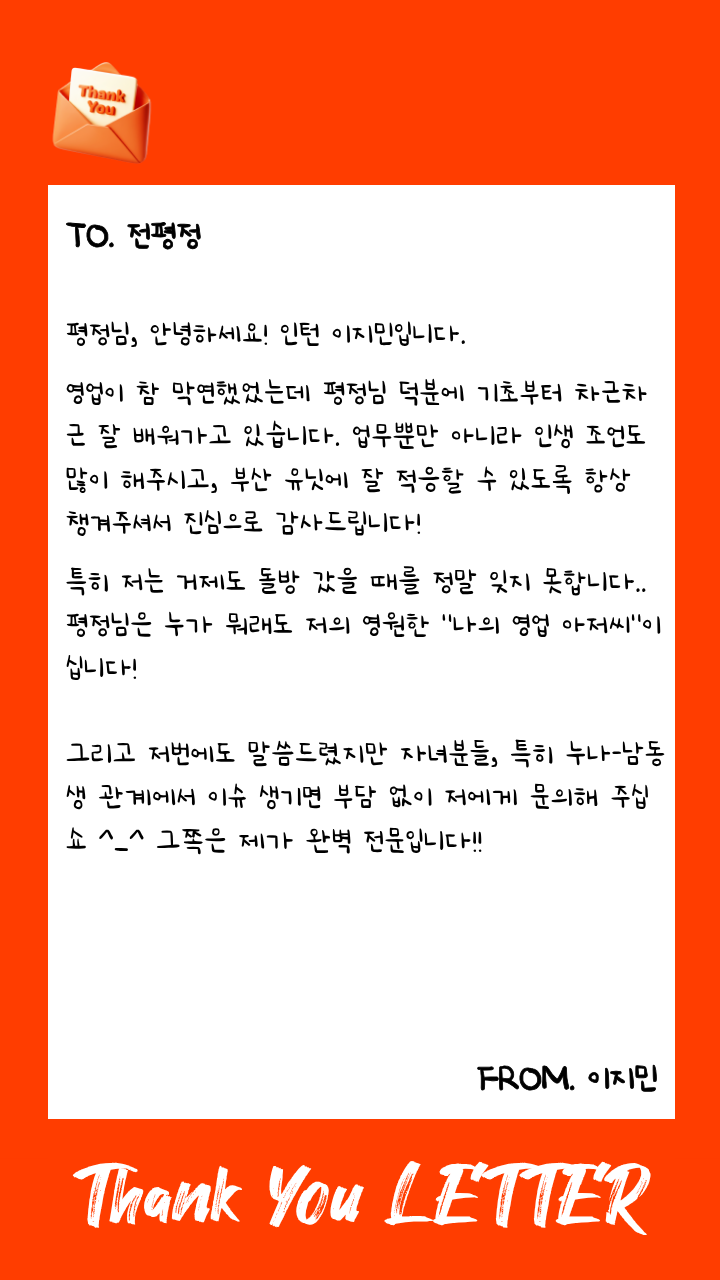 Thank
You
TO. 전평정
평정님, 안녕하세요! 인턴 이지민입니다.
영업이 참 막연했었는데 평정님 덕분에 기초부터 차근차
근 잘 배워가고 있습니다. 업무뿐만 아니라 인생 조언도
많이 해주시고, 부산 유닛에 잘 적응할 수 있도록 항상
챙겨주셔서 진심으로 감사드립니다!
특히 저는 거제도 돌방 갔을 때를 정말 잊지 못합니다..
평정님은 누가 뭐래도 저의 영원한 "나의 영업 아저씨"이
십니다!
그리고 저번에도 말씀드렸지만 자녀분들, 특히 누나-남동
생 관계에서 이슈 생기면 부담 없이 저에게 문의해 주십
쇼 ^_^ 그쪽은 제가 완벽 전문입니다!!
FROM. 이지민
Thank You LETTER